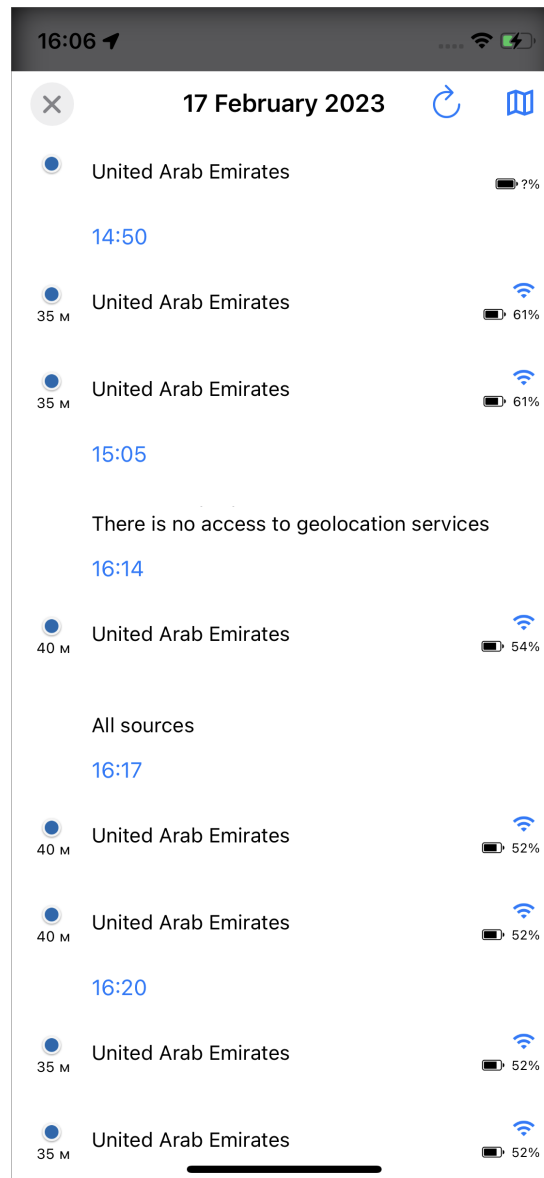 16:06
17 February 2023
United Arab Emirates
?%
14:50
United Arab Emirates
35 м
61%
United Arab Emirates
35 м
61%
15:05
There is no access to geolocation services
16:14
United Arab Emirates
40 м
54%
All sources
16:17
United Arab Emirates
40 м
52%
United Arab Emirates
40 м
52%
16:20
United Arab Emirates
35 м
52%
United Arab Emirates
35 м
52%